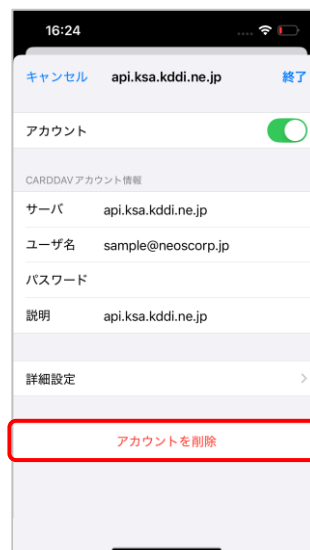 16:24
キャンセル api.ksa.kddi.ne.jp 終了
アカウント
CARDDAVアカウント情報
サーバ api.ksa.kddi.ne.jp
ユーザ名 sample@neoscorp.jp
パスワード
説明 api.ksa.kddi.ne.jp
詳細設定
アカウントを削除